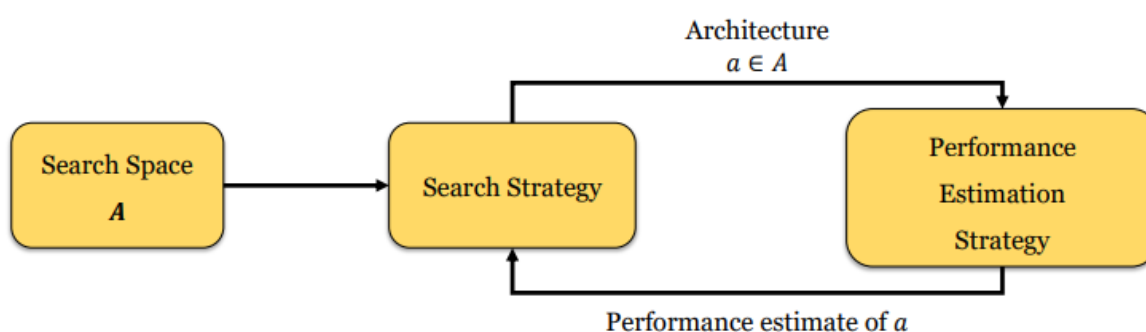 Architecture
a ∈ A
Search Space
A
Search Strategy
Performance
Estimation
Strategy
Performance estimate of a